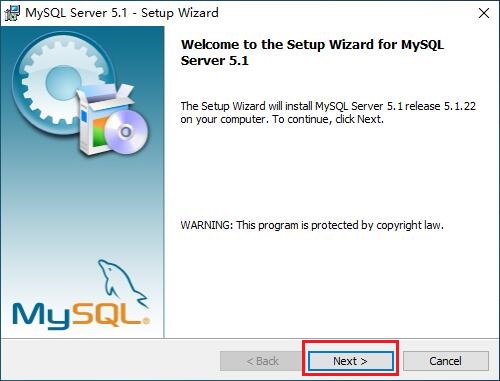 MySQL Server 5.1 - Setup Wizard
Welcome to the Setup Wizard for MySQL
Server 5.1
The Setup Wizard will install MySQL Server 5.1 release 5.1.22
on your computer. To continue, click Next.
WARNING: This program is protected by copyright law.
MySQL®
< Back
Next >
Cancel